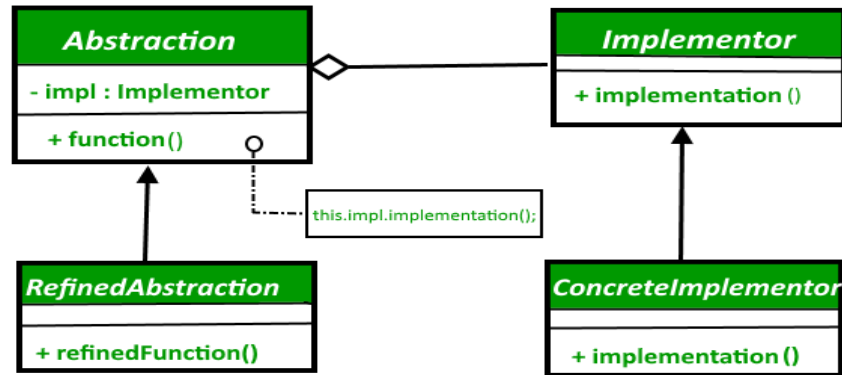 Abstraction
- impl : Implementor
+ function()
Implementor
+ implementation ()
this.impl.implementation();
RefinedAbstraction
+ refinedFunction()
ConcreteImplementor
+ implementation()